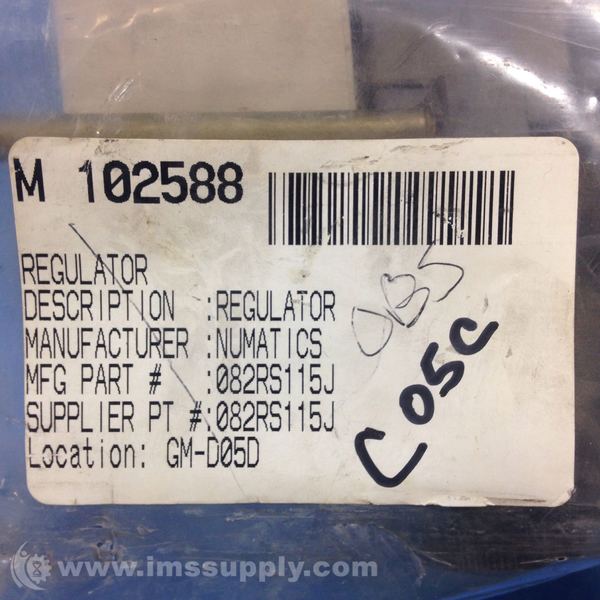 M 102588
REGULATOR
DESCRIPTION :REGULATOR
MANUFACTURER :NUMATICS
MFG PART # :082RS115J
SUPPLIER PT #:082RS115J
Location: GM-D05D
C05C
www.imssupply.com